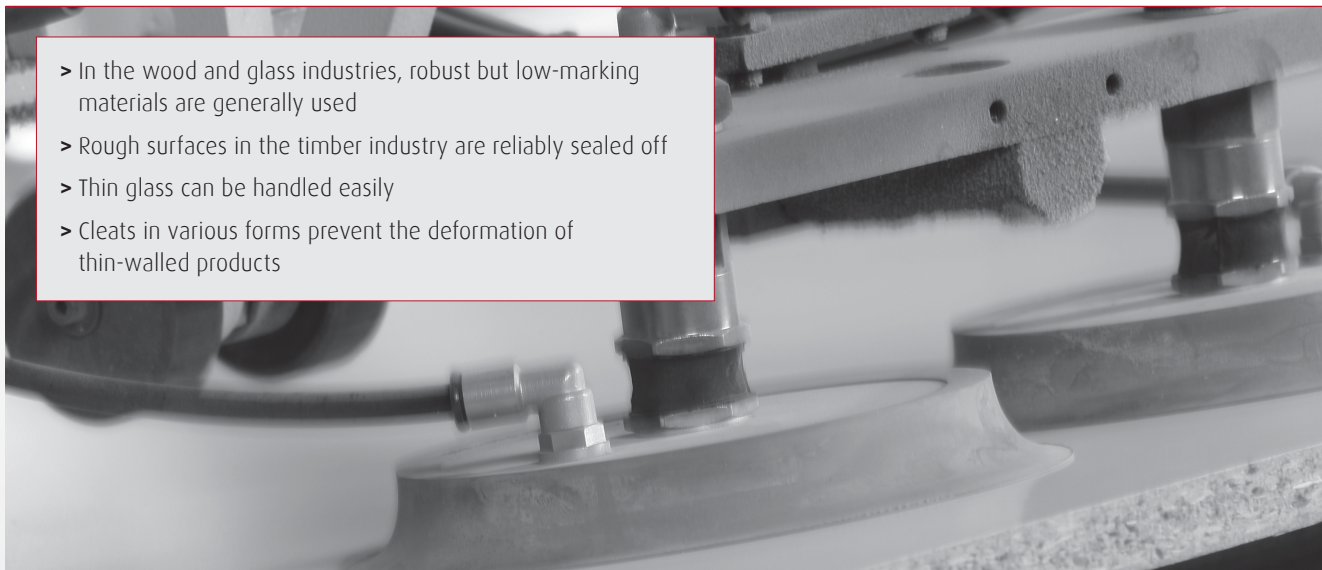 > In the wood and glass industries, robust but low-marking
materials are generally used
> Rough surfaces in the timber industry are reliably sealed off
> Thin glass can be handled easily
> Cleats in various forms prevent the deformation of
thin-walled products